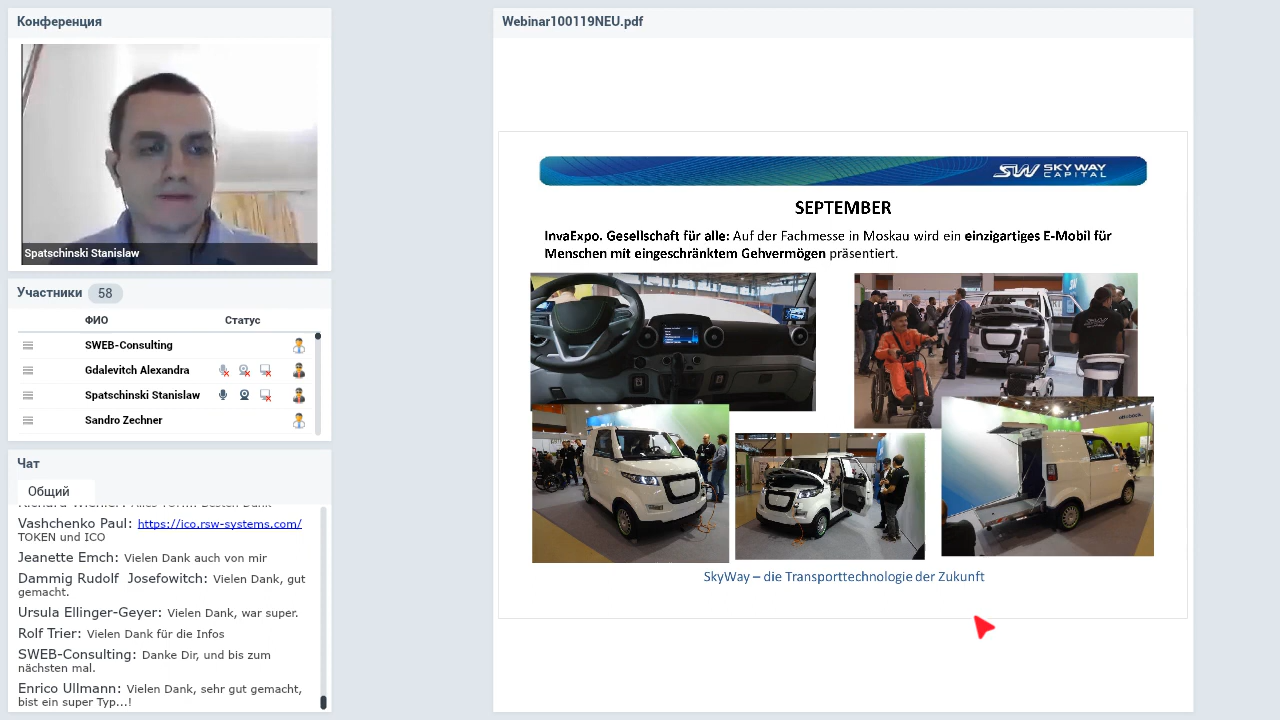 Конференция
Spatschinski Stanislaw
Участники 58
ФИО Статус
SWEB-Consulting
Gdalevitch Alexandra
Spatschinski Stanislaw
Sandro Zechner
Чат
Общий
Vashchenko Paul: https://ico.rsw-systems.com/
TOKEN und ICO
Jeanette Emch: Vielen Dank auch von mir
Dammig Rudolf Josefowitch: Vielen Dank, gut
gemacht.
Ursula Ellinger-Geyer: Vielen Dank, war super.
Rolf Trier: Vielen Dank für die Infos
SWEB-Consulting: Danke Dir, und bis zum
nächsten mal.
Enrico Ullmann: Vielen Dank, sehr gut gemacht,
bist ein super Typ...!
Webinar100119NEU.pdf
SW SKY WAY
CAPITAL
SEPTEMBER
InvaExpo. Gesellschaft für alle: Auf der Fachmesse in Moskau wird ein einzigartiges E-Mobil für
Menschen mit eingeschränktem Gehvermögen präsentiert.
SkyWay – die Transporttechnologie der Zukunft